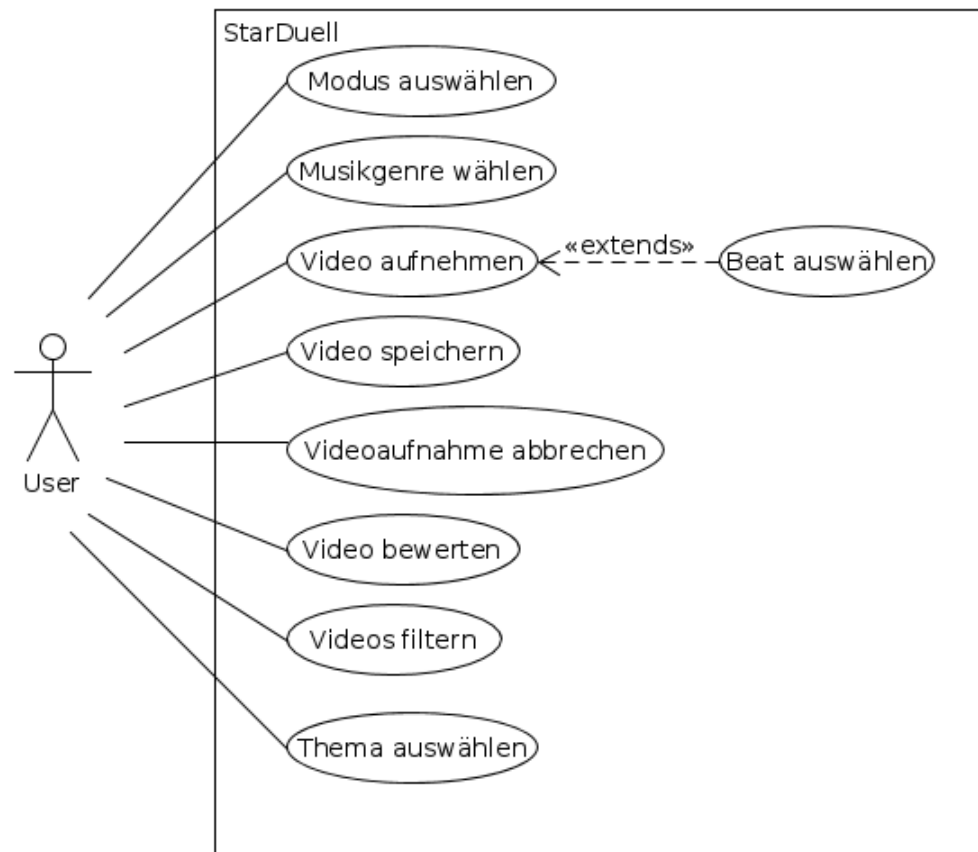 StarDuell
Modus auswählen
Musikgenre wählen
Video aufnehmen
«extends»
Beat auswählen
Video speichern
Videoaufnahme abbrechen
User
Video bewerten
Videos filtern
Thema auswählen